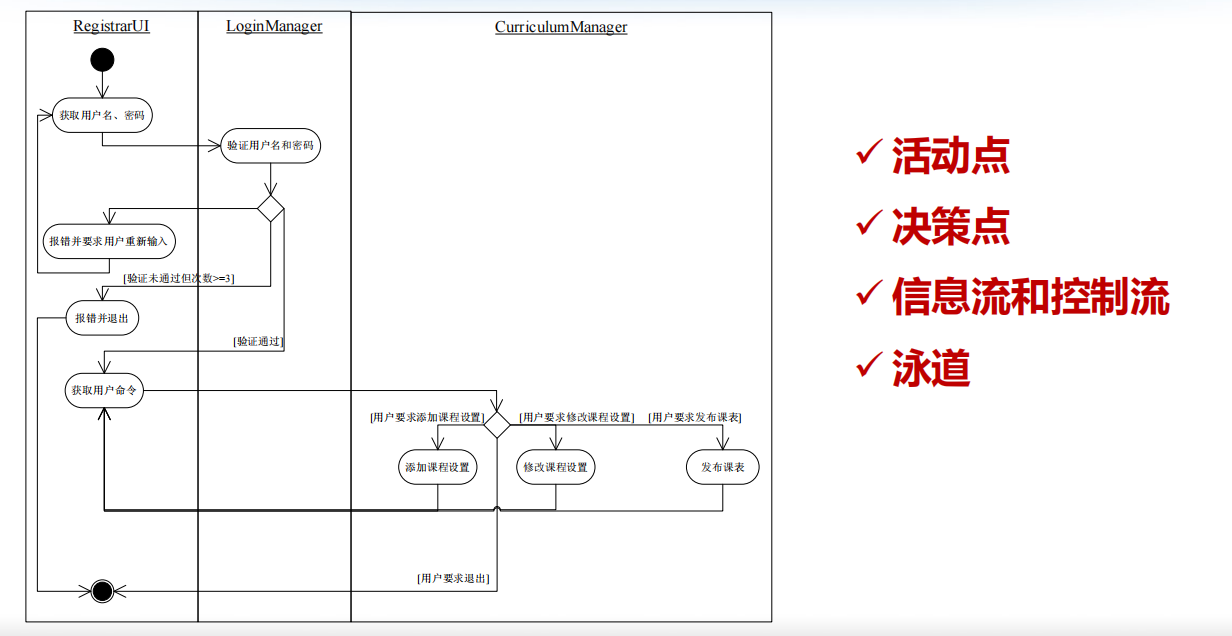 RegistrarUI
LoginManager
CurriculumManager
获取用户名、密码
验证用户名和密码
报错并要求用户重新输入
[验证未通过但次数>=3]
报错并退出
[验证通过]
获取用户命令
[用户要求添加课程设置]
[用户要求修改课程设置]
[用户要求发布课表]
添加课程设置
修改课程设置
发布课表
[用户要求退出]
✓ 活动点
✓ 决策点
✓ 信息流和控制流
✓ 泳道